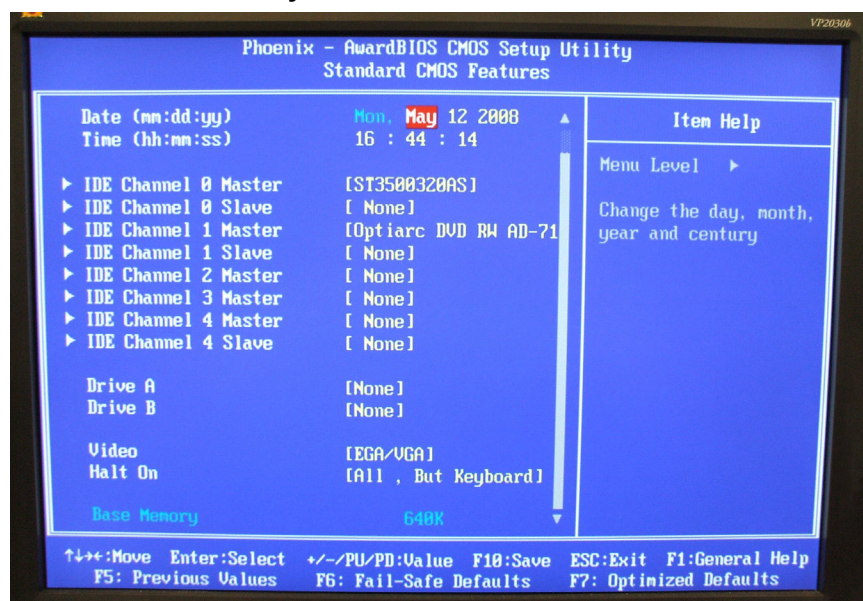 VP2030b
Phoenix - AwardBIOS CMOS Setup Utility
Standard CMOS Features
Date (mm:dd:yy) Mon, May 12 2008
Time (hh:mm:ss) 16 : 44 : 14
Item Help
Menu Level ►
Change the day, month,
year and century
► IDE Channel 0 Master [ST3500320AS]
► IDE Channel 0 Slave [ None]
► IDE Channel 1 Master [Optiarc DVD RW AD-71
► IDE Channel 1 Slave [ None]
► IDE Channel 2 Master [ None]
► IDE Channel 3 Master [ None]
► IDE Channel 4 Master [ None]
► IDE Channel 4 Slave [ None]
Drive A [None]
Drive B [None]
Video [EGA/VGA]
Halt On [All , But Keyboard]
Base Memory 640K
↑↓→←:Move Enter:Select +/-/PU/PD:Value F10:Save ESC:Exit F1:General Help
F5: Previous Values F6: Fail-Safe Defaults F7: Optimized Defaults